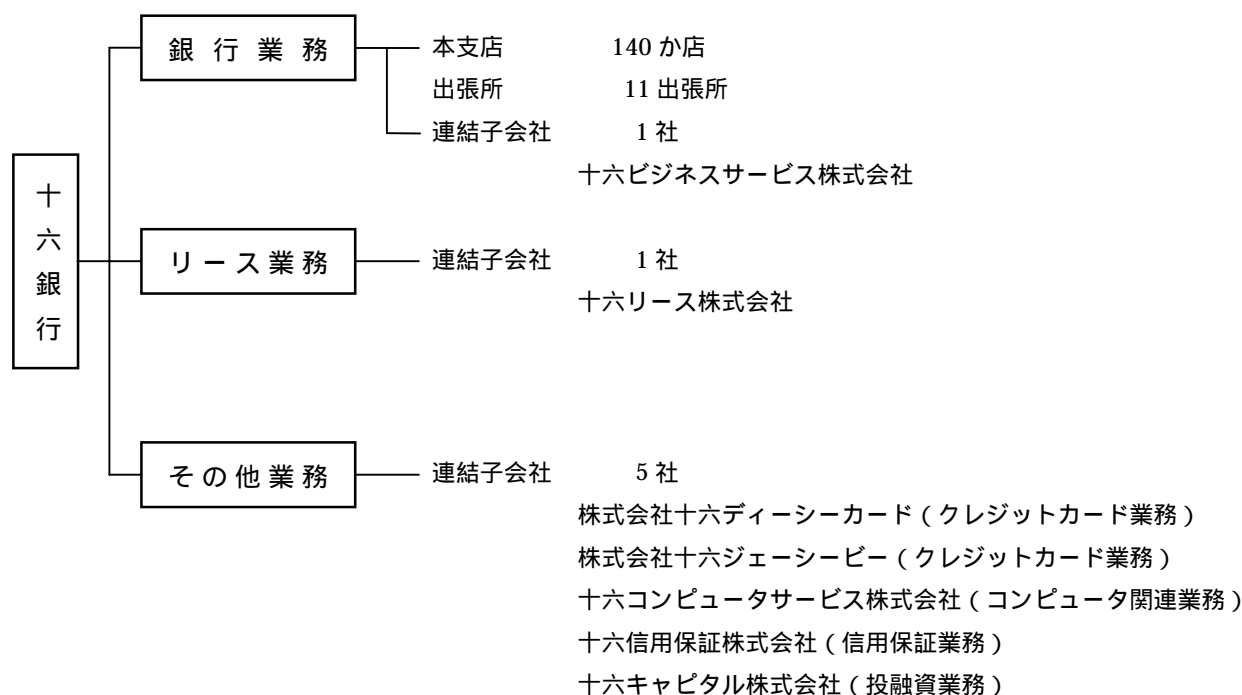 十六銀行
銀行業務
本支店 140か店
出張所 11出張所
連結子会社 1社
十六ビジネスサービス株式会社
リース業務
連結子会社 1社
十六リース株式会社
その他業務
連結子会社 5社
株式会社十六ディーシーカード(クレジットカード業務)
株式会社十六ジェーシービー(クレジットカード業務)
十六コンピュータサービス株式会社(コンピュータ関連業務)
十六信用保証株式会社(信用保証業務)
十六キャピタル株式会社(投融資業務)